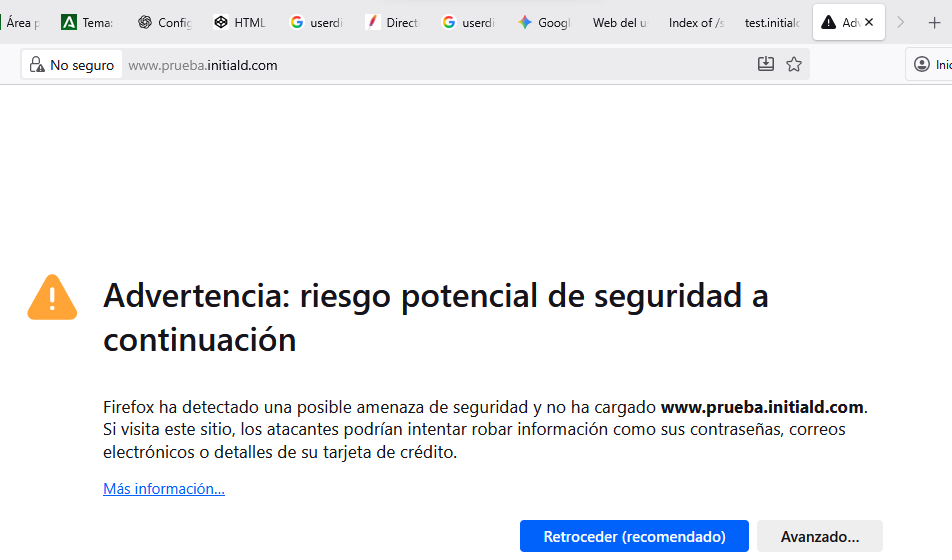 Área p Tema: Config HTML userdi Direct userdi Googl Web del u Index of /s test.initiald Adv
No seguro www.prueba.initiald.com Inic
Advertencia: riesgo potencial de seguridad a
continuación
Firefox ha detectado una posible amenaza de seguridad y no ha cargado www.prueba.initiald.com.
Si visita este sitio, los atacantes podrían intentar robar información como sus contraseñas, correos
electrónicos o detalles de su tarjeta de crédito.
Más información...
Retroceder (recomendado) Avanzado...